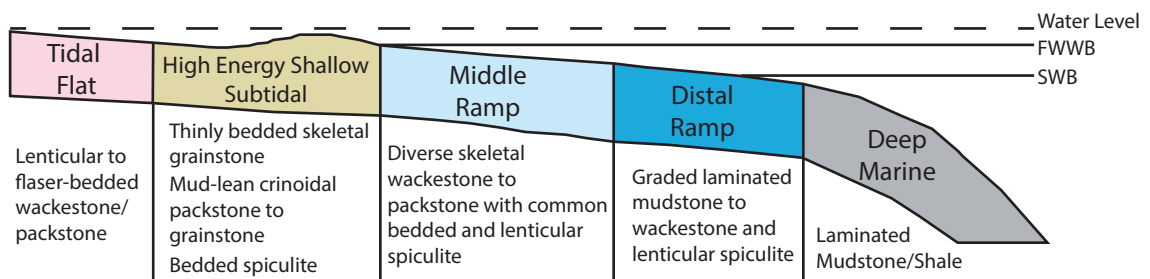 Water Level
FWWB
SWB
Tidal
Flat
High Energy Shallow
Subtidal
Middle
Ramp
Distal
Ramp
Deep
Marine
Lenticular to
flaser-bedded
wackestone/
packstone
Thinly bedded skeletal
grainstone
Mud-lean crinoidal
packstone to
grainstone
Bedded spiculite
Diverse skeletal
wackestone to
packstone with common
bedded and lenticular
spiculite
Graded laminated
mudstone to
wackestone and
lenticular spiculite
Laminated
Mudstone/Shale